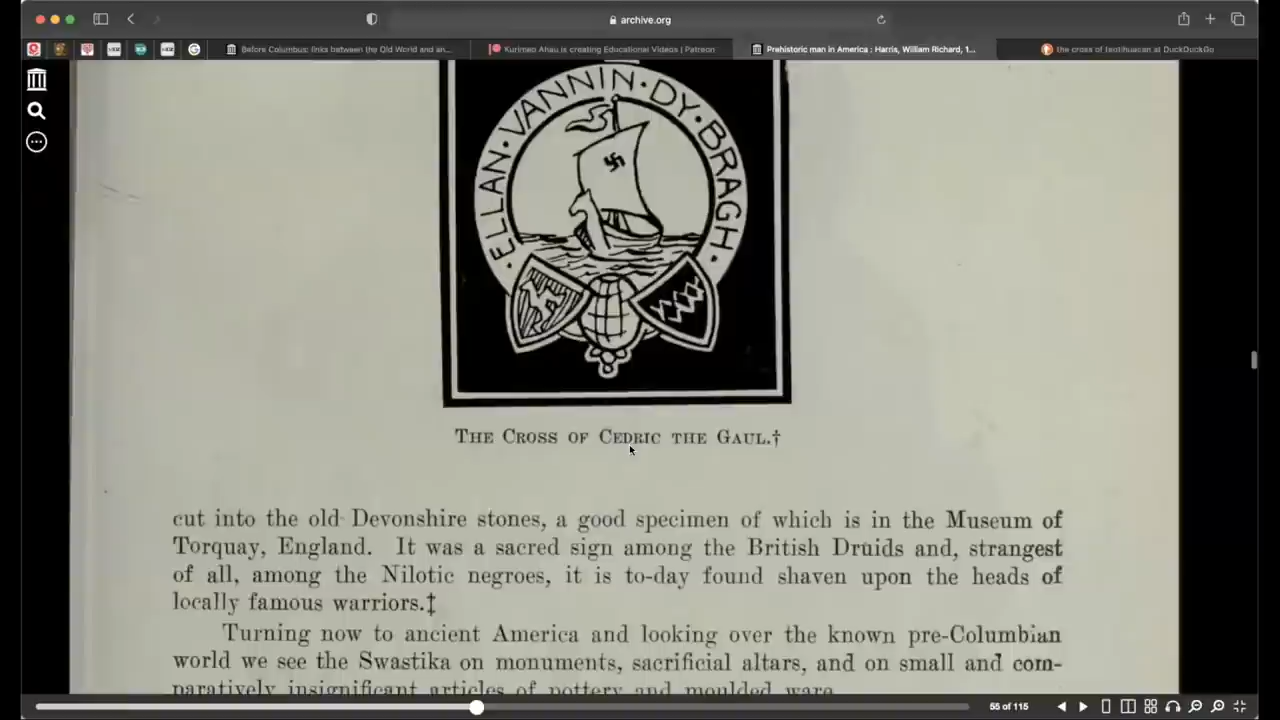 archive.org
Before Columbus: links between the Old World and an...
Kurimeo Ahau is creating Educational Videos | Patreon
Prehistoric man in America : Harris, William Richard, 1...
the cross of teotihuacan at DuckDuckGo
· ELLAN · VANNIN · DY · BRAGH ·
THE CROSS OF CEDRIC THE GAUL.†
cut into the old Devonshire stones, a good specimen of which is in the Museum of
Torquay, England. It was a sacred sign among the British Druids and, strangest
of all, among the Nilotic negroes, it is to-day found shaven upon the heads of
locally famous warriors.‡
Turning now to ancient America and looking over the known pre-Columbian
world we see the Swastika on monuments, sacrificial altars, and on small and com-
paratively insignificant articles of pottery and moulded ware
55 of 115